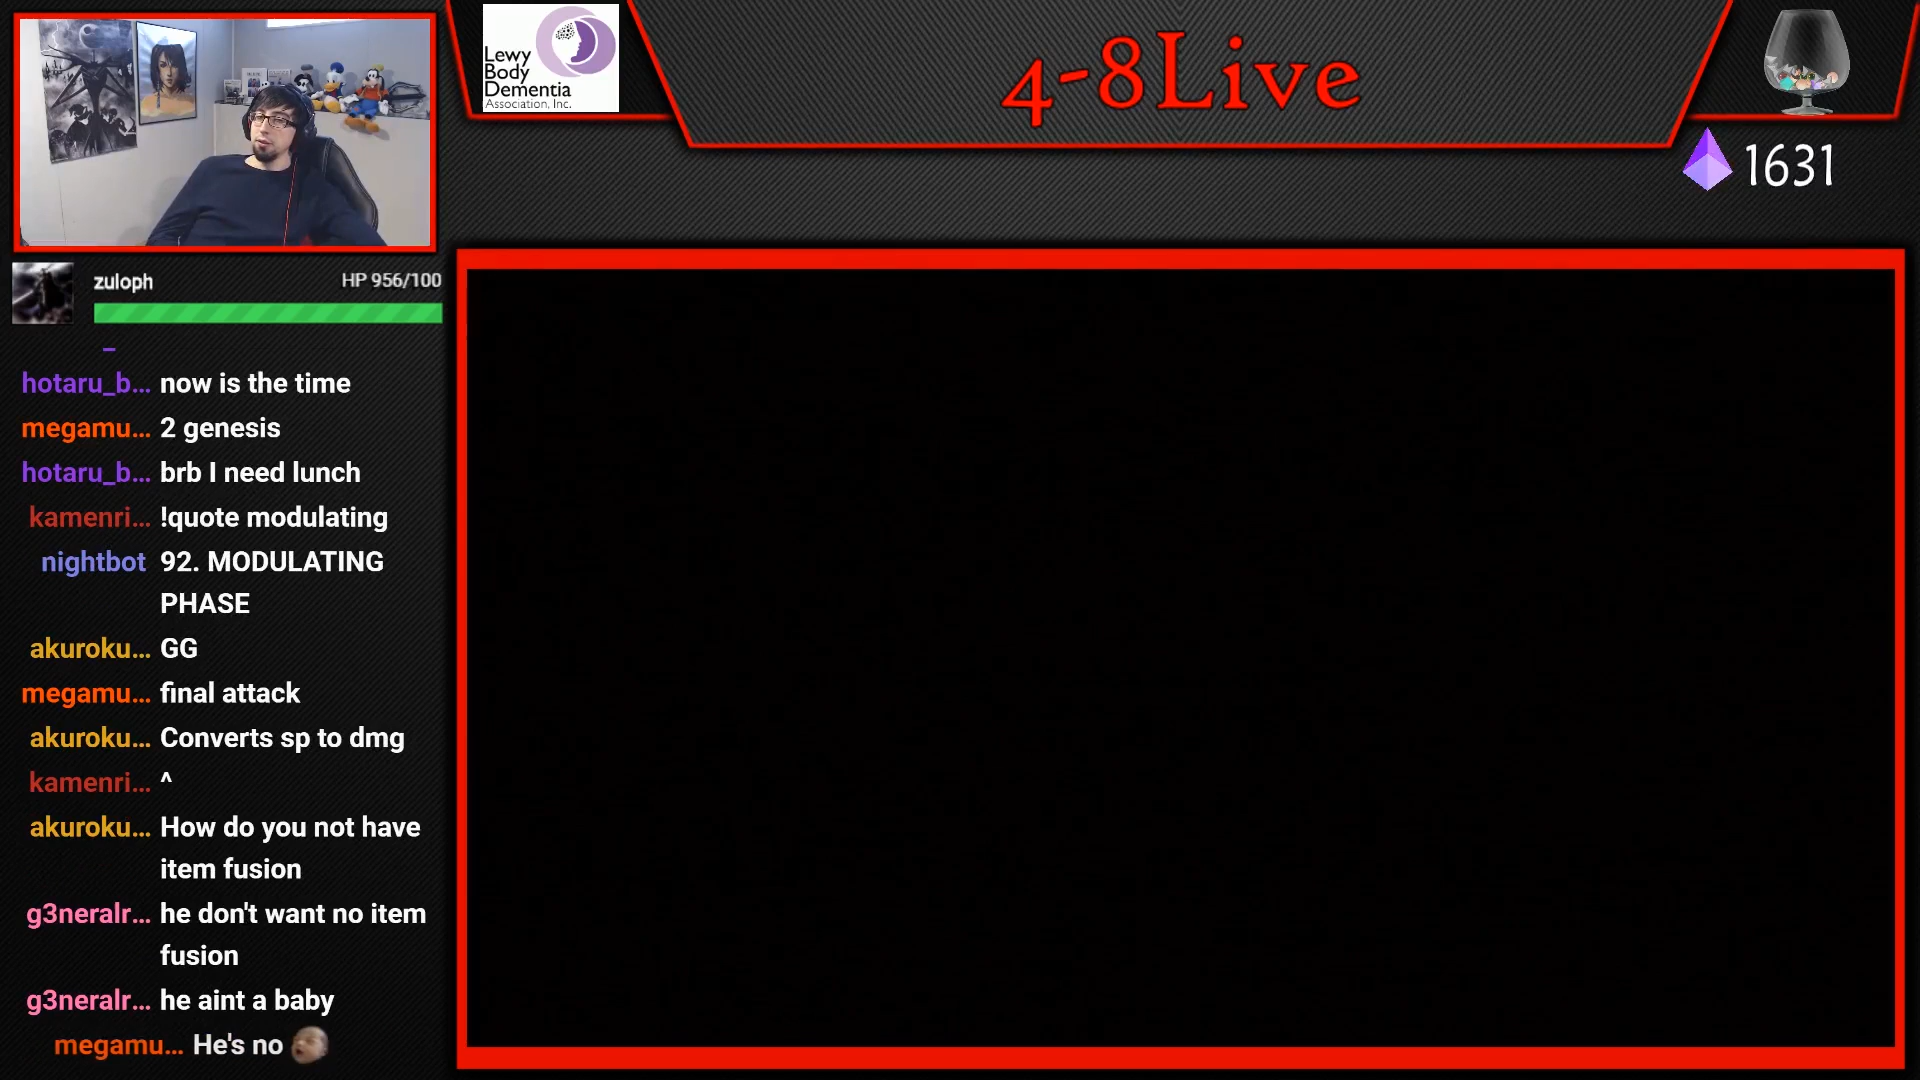 Lewy
Body
Dementia
Association, Inc.
4-8Live
1631
zuloph HP 956/100
hotaru_b... now is the time
megamu... 2 genesis
hotaru_b... brb I need lunch
kamenri... !quote modulating
nightbot 92. MODULATING
PHASE
akuroku... GG
megamu... final attack
akuroku... Converts sp to dmg
kamenri... ^
akuroku... How do you not have
item fusion
g3neralr... he don't want no item
fusion
g3neralr... he aint a baby
megamu... He's no